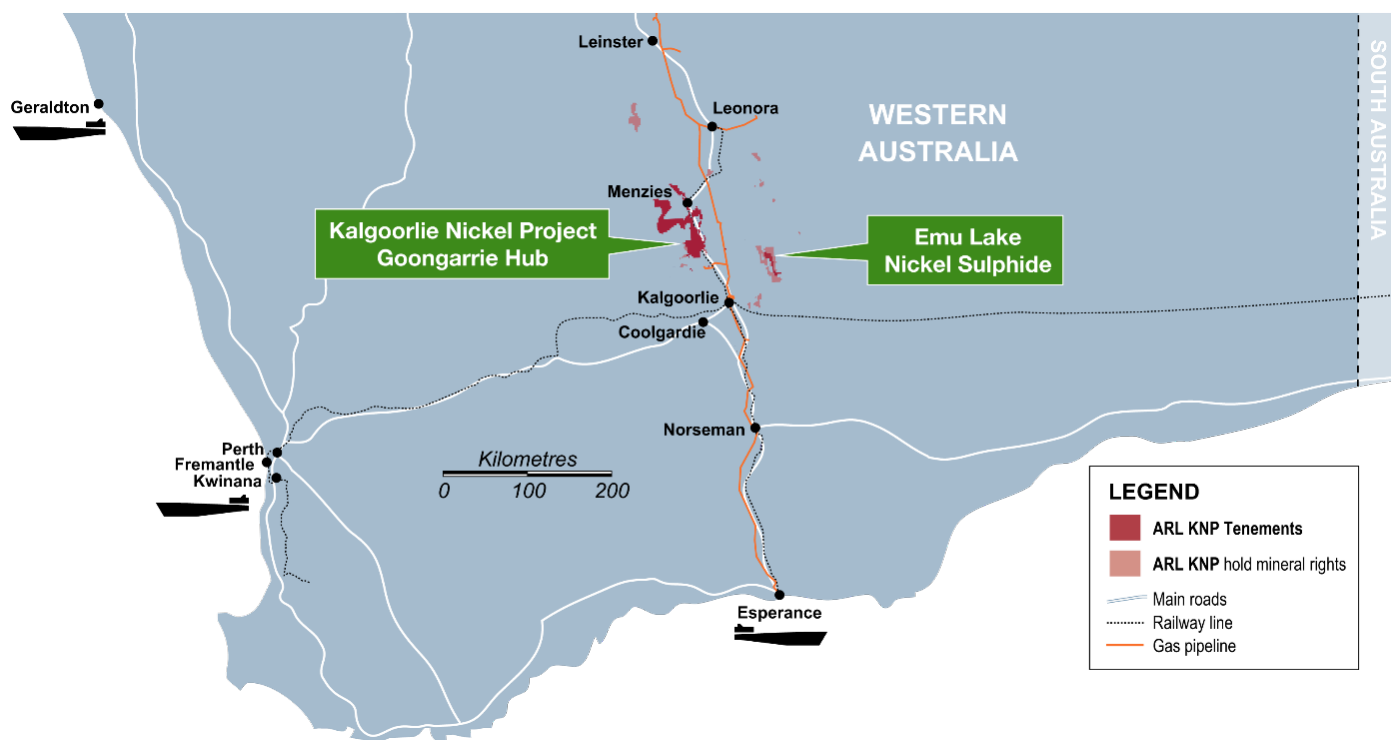 Leinster
Geraldton
Leonora
WESTERN
AUSTRALIA
SOUTH AUSTRALIA
Menzies
Kalgoorlie Nickel Project
Goongarrie Hub
Emu Lake
Nickel Sulphide
Kalgoorlie
Coolgardie
Norseman
Perth
Fremantle
Kwinana
Kilometres
0 100 200
LEGEND
ARL KNP Tenements
ARL KNP hold mineral rights
Main roads
Railway line
Gas pipeline
Esperance